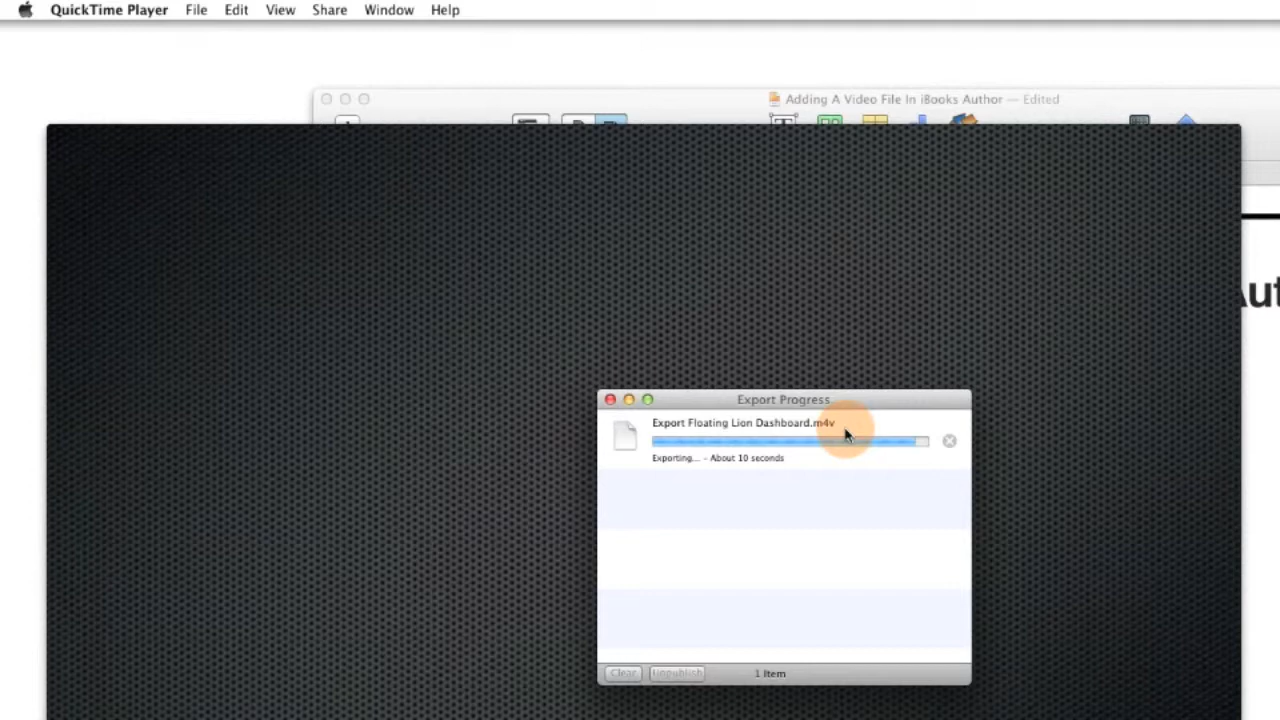 QuickTime Player File Edit View Share Window Help
Adding A Video File In iBooks Author — Edited
Export Progress
Export Floating Lion Dashboard.m4v
Exporting... - About 10 seconds
Clear Unpublish 1 Item